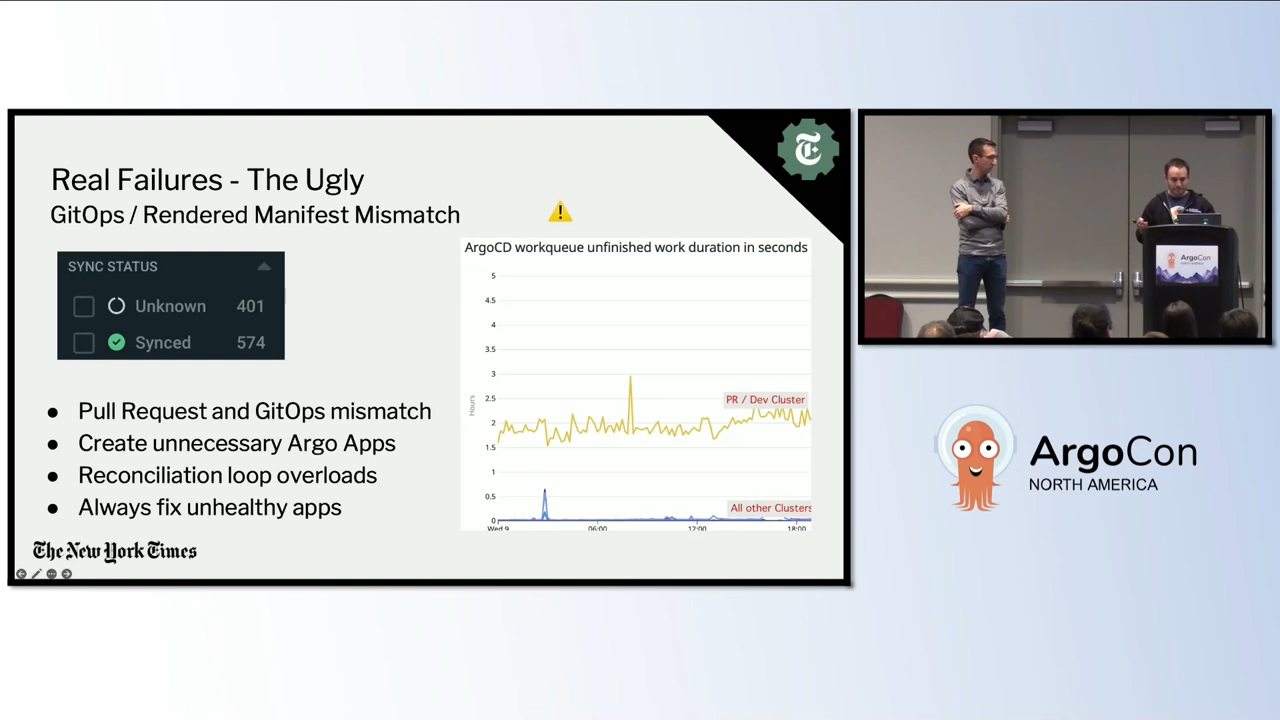 Real Failures - The Ugly
GitOps / Rendered Manifest Mismatch
SYNC STATUS
Unknown 401
Synced 574
● Pull Request and GitOps mismatch
● Create unnecessary Argo Apps
● Reconciliation loop overloads
● Always fix unhealthy apps
The New York Times
ArgoCD workqueue unfinished work duration in seconds
5
4.5
4
3.5
3
2.5
2
1.5
1
0.5
0
Hours
PR / Dev Cluster
All other Clusters
Wed 9 06:00 12:00 18:00
ArgoCon
NORTH AMERICA
ArgoCon
NORTH AMERICA